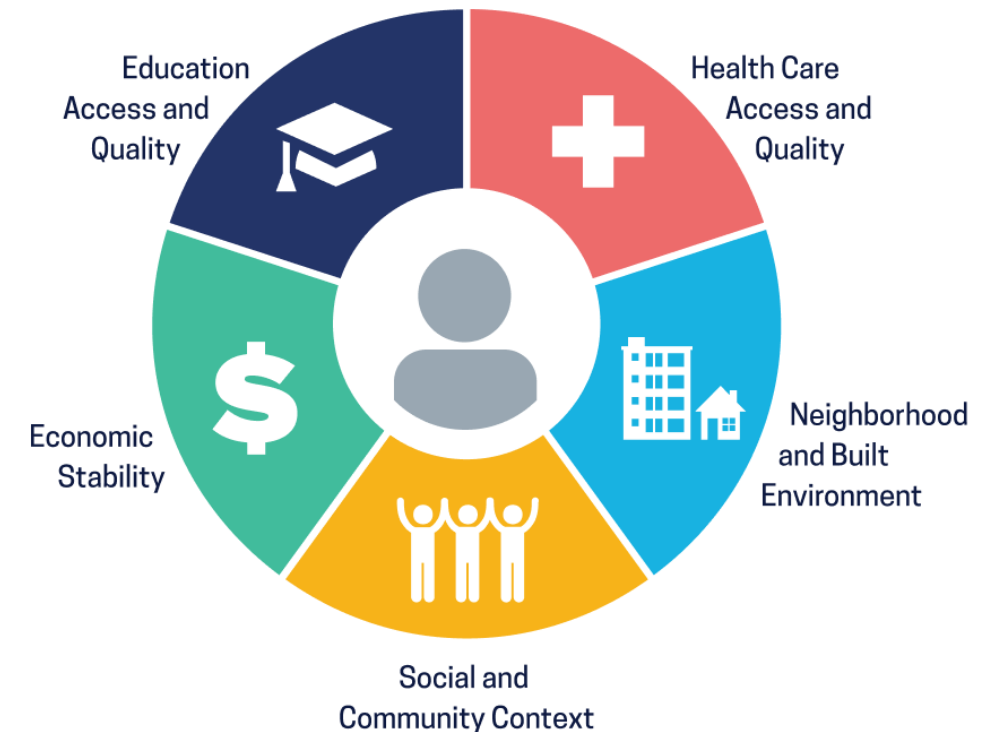 Education
Access and
Quality
Health Care
Access and
Quality
Economic
Stability
Neighborhood
and Built
Environment
Social and
Community Context